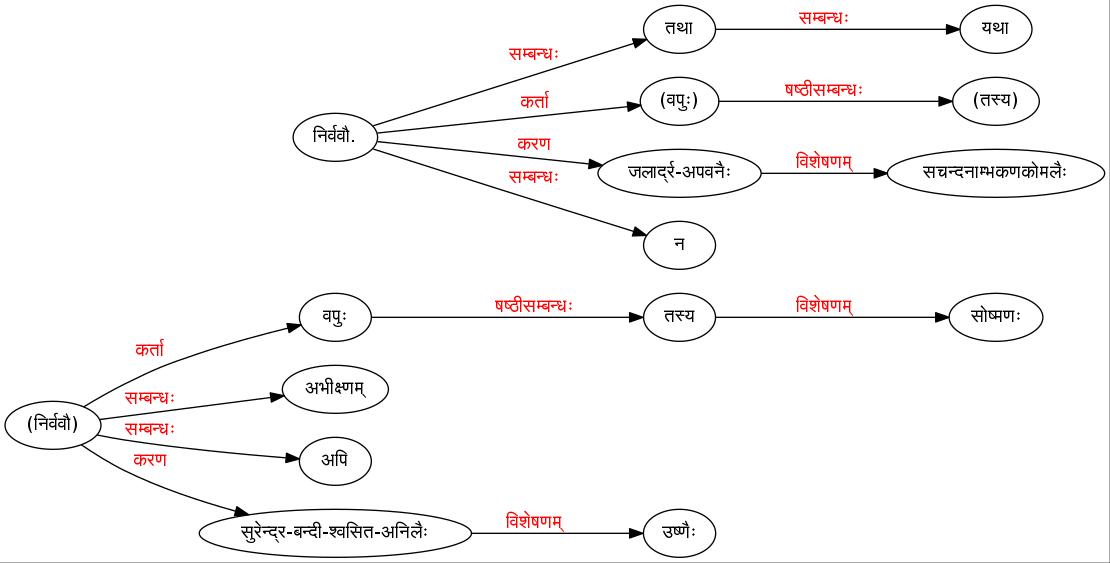 तथा
सम्बन्धः
यथा
सम्बन्धः
(वपुः)
षष्ठीसम्बन्धः
(तस्य)
कर्ता
निर्ववौ.
करण
जलार्द्र-अपवनैः
विशेषणम्
सचन्दनाम्भकणकोमलैः
सम्बन्धः
न
वपुः
षष्ठीसम्बन्धः
तस्य
विशेषणम्
सोष्मणः
कर्ता
अभीक्ष्णम्
सम्बन्धः
(निर्ववौ)
सम्बन्धः
अपि
करण
सुरेन्द्र-बन्दी-श्वसित-अनिलैः
विशेषणम्
उष्णैः